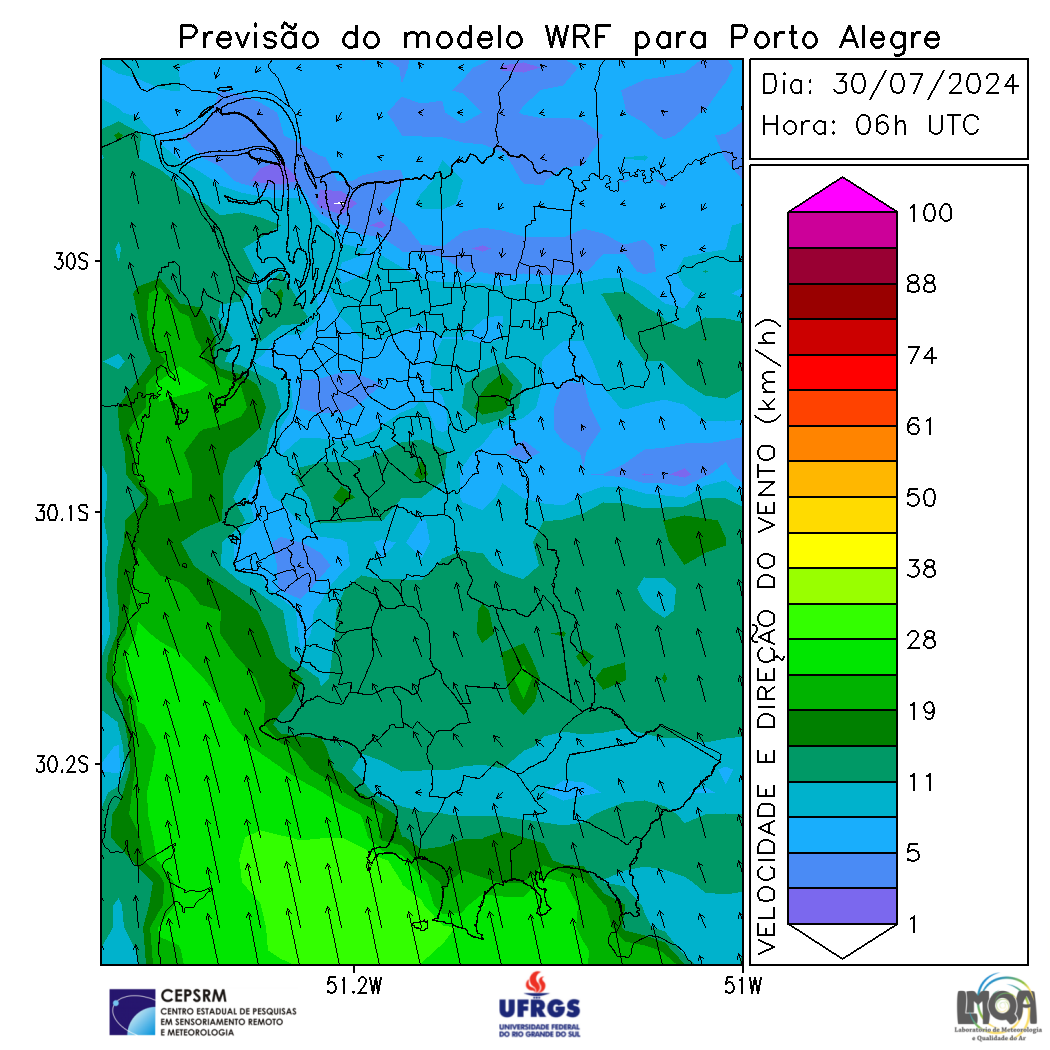 Previsão do modelo WRF para Porto Alegre
Dia: 30/07/2024
Hora: 06h UTC
30S
30.1S
30.2S
51.2W
51W
VELOCIDADE E DIREÇÃO DO VENTO (km/h)
100
88
74
61
50
38
28
19
11
5
1
CEPSRM
CENTRO ESTADUAL DE PESQUISAS
EM SENSORIAMENTO REMOTO
E METEOROLOGIA
UFRGS
UNIVERSIDADE FEDERAL
DO RIO GRANDE DO SUL
LMQA
Laboratório de Meteorologia
e Qualidade do Ar